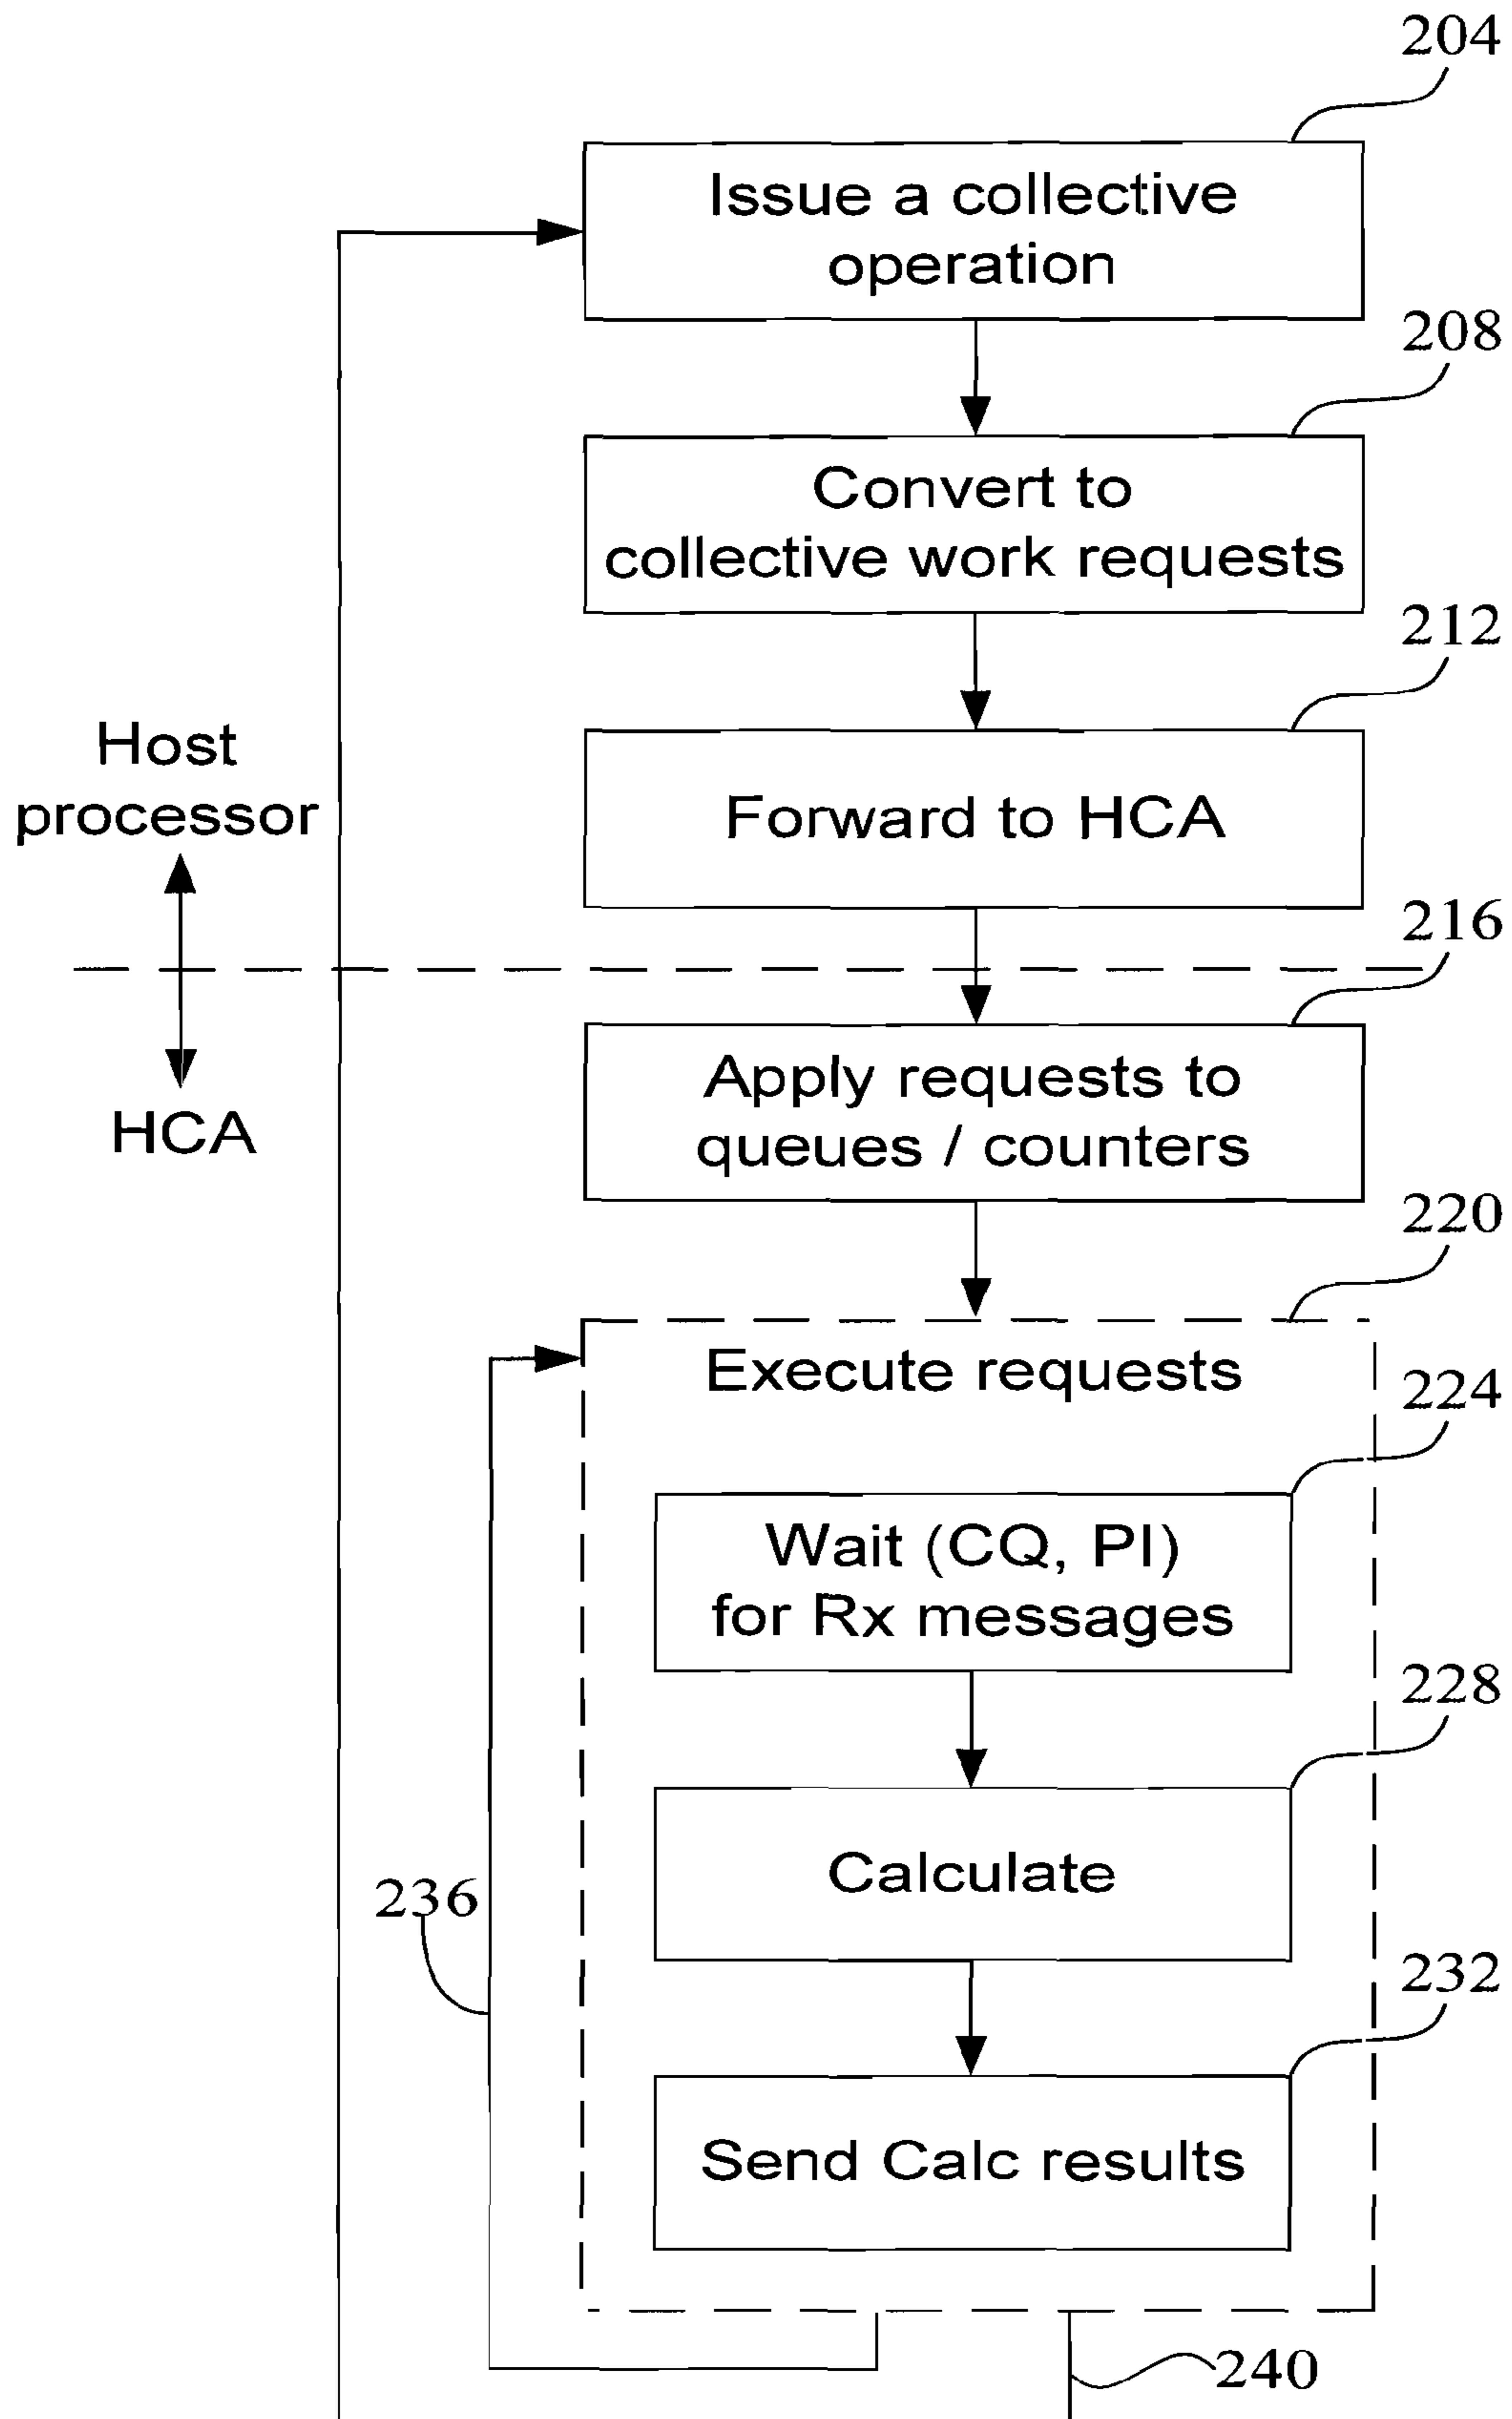 204
Issue a collective
operation
208
Convert to
collective work requests
212
Host
processor
Forward to HCA
216
HCA
Apply requests to
queues / counters
220
Execute requests
224
Wait (CQ, PI)
for Rx messages
228
Calculate
236
232
Send Calc results
240